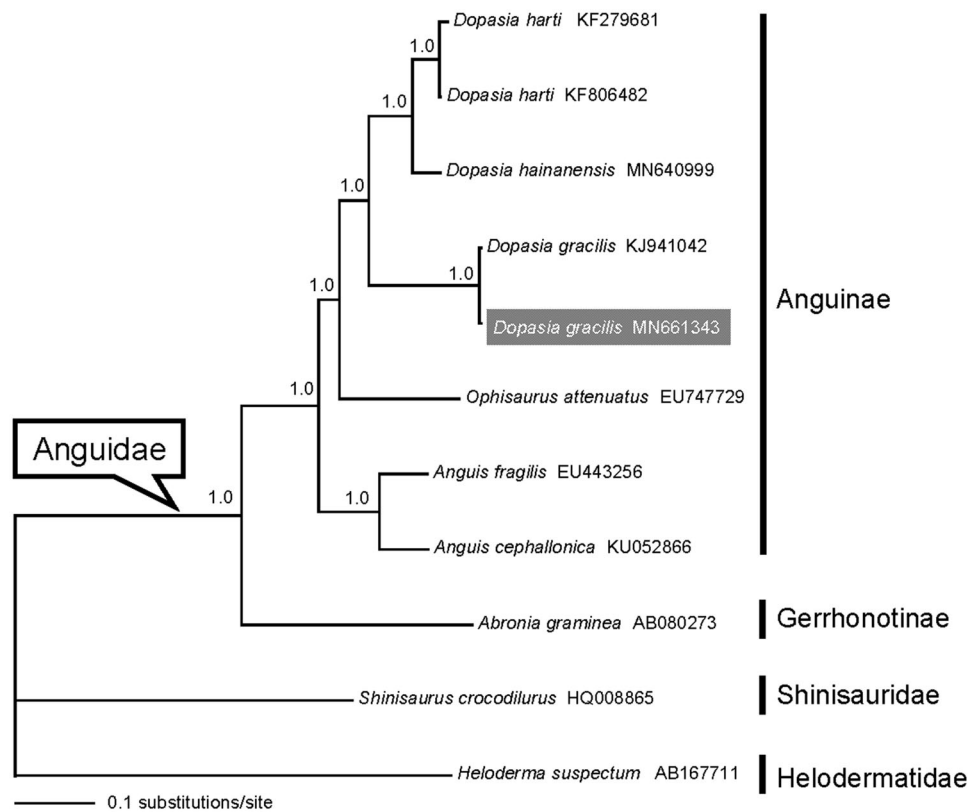 Dopasia harti KF279681
1.0
Dopasia harti KF806482
1.0
Dopasia hainanensis MN640999
1.0
Dopasia gracilis KJ941042
1.0
Anguinae
1.0
Dopasia gracilis MN661343
1.0
Ophisaurus attenuatus EU747729
Anguidae
Anguis fragilis EU443256
1.0
1.0
Anguis cephallonica KU052866
Abronia graminea AB080273
Gerrhonotinae
Shinisaurus crocodilurus HQ008865
Shinisauridae
Heloderma suspectum AB167711
Helodermatidae
0.1 substitutions/site